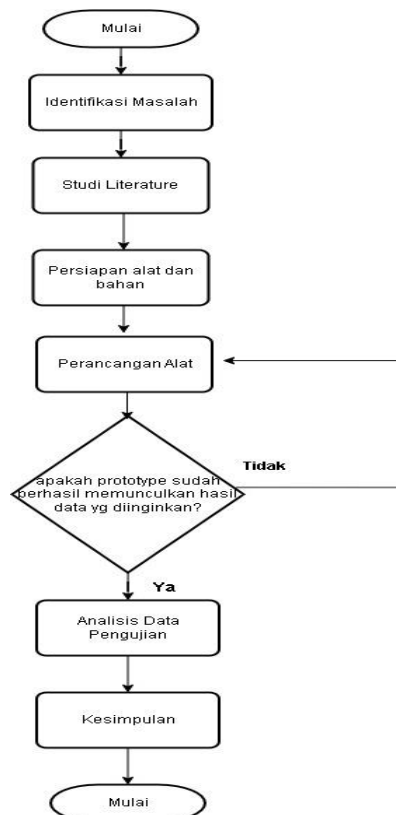 Mulai
Identifikasi Masalah
Studi Literature
Persiapan alat dan
bahan
Perancangan Alat
apakah prototype sudah
berhasil memunculkan hasil
data yg diinginkan?
Tidak
Ya
Analisis Data
Pengujian
Kesimpulan
Mulai